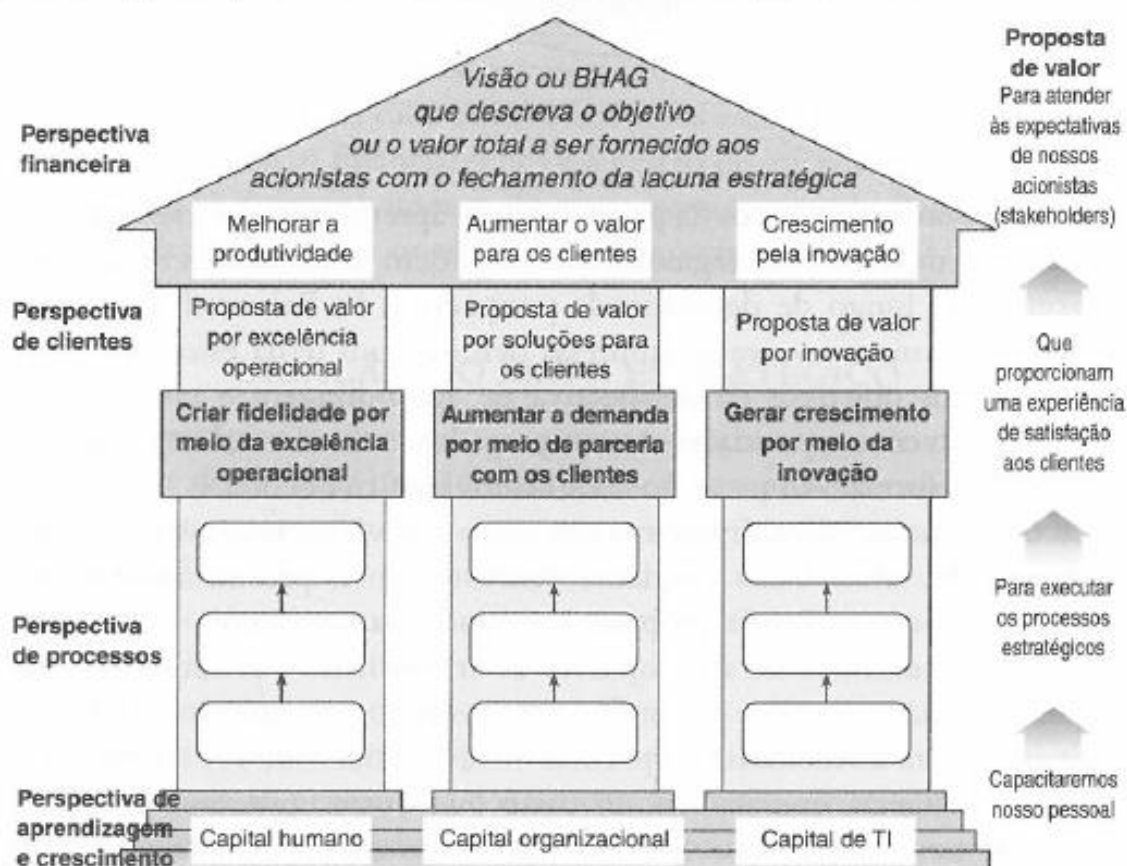 Visão ou BHAG
que descreva o objetivo
ou o valor total a ser fornecido aos
acionistas com o fechamento da lacuna estratégica
Perspectiva
financeira
Proposta
de valor
Para atender
às expectativas
de nossos
acionistas
(stakeholders)
Melhorar a
produtividade
Aumentar o valor
para os clientes
Crescimento
pela inovação
Perspectiva
de clientes
Proposta de valor
por excelência
operacional
Proposta de valor
por soluções para
os clientes
Proposta de valor
por inovação
Que
proporcionam
uma experiência
de satisfação
aos clientes
Criar fidelidade por
meio da excelência
operacional
Aumentar a demanda
por meio de parceria
com os clientes
Gerar crescimento
por meio da
inovação
Perspectiva
de processos
Para executar
os processos
estratégicos
Perspectiva de
aprendizagem
e crescimento
Capital humano
Capital organizacional
Capital de TI
Capacitaremos
nosso pessoal